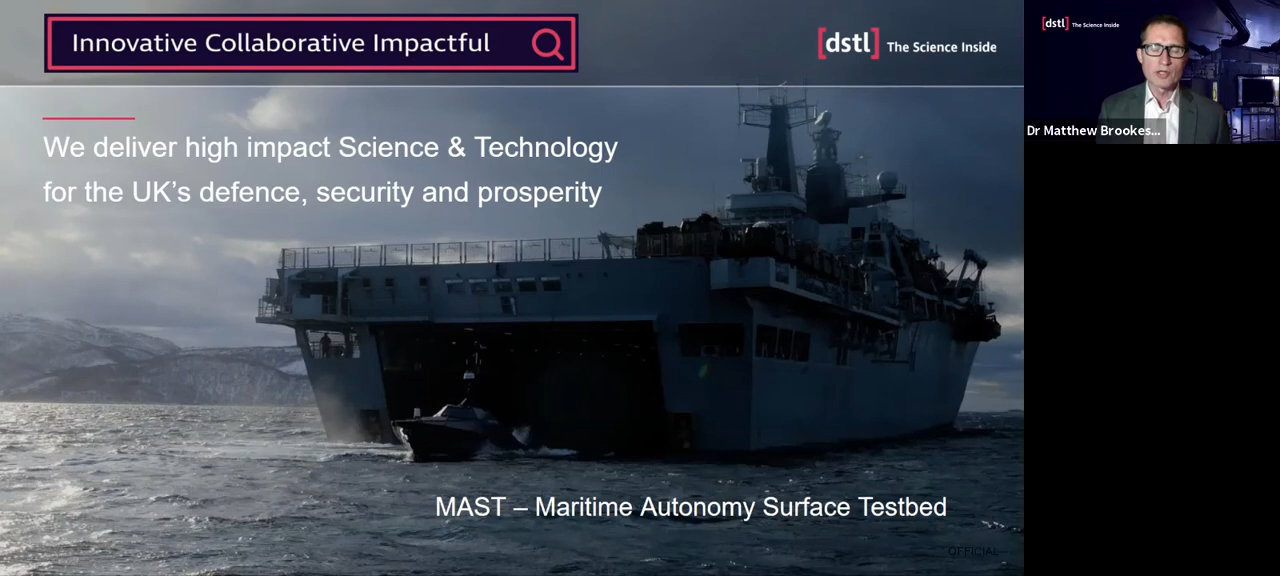 Innovative Collaborative Impactful
[dstl] The Science Inside
We deliver high impact Science & Technology
for the UK’s defence, security and prosperity
MAST – Maritime Autonomy Surface Testbed
OFFICIAL
[dstl] The Science Inside
Dr Matthew Brookes...